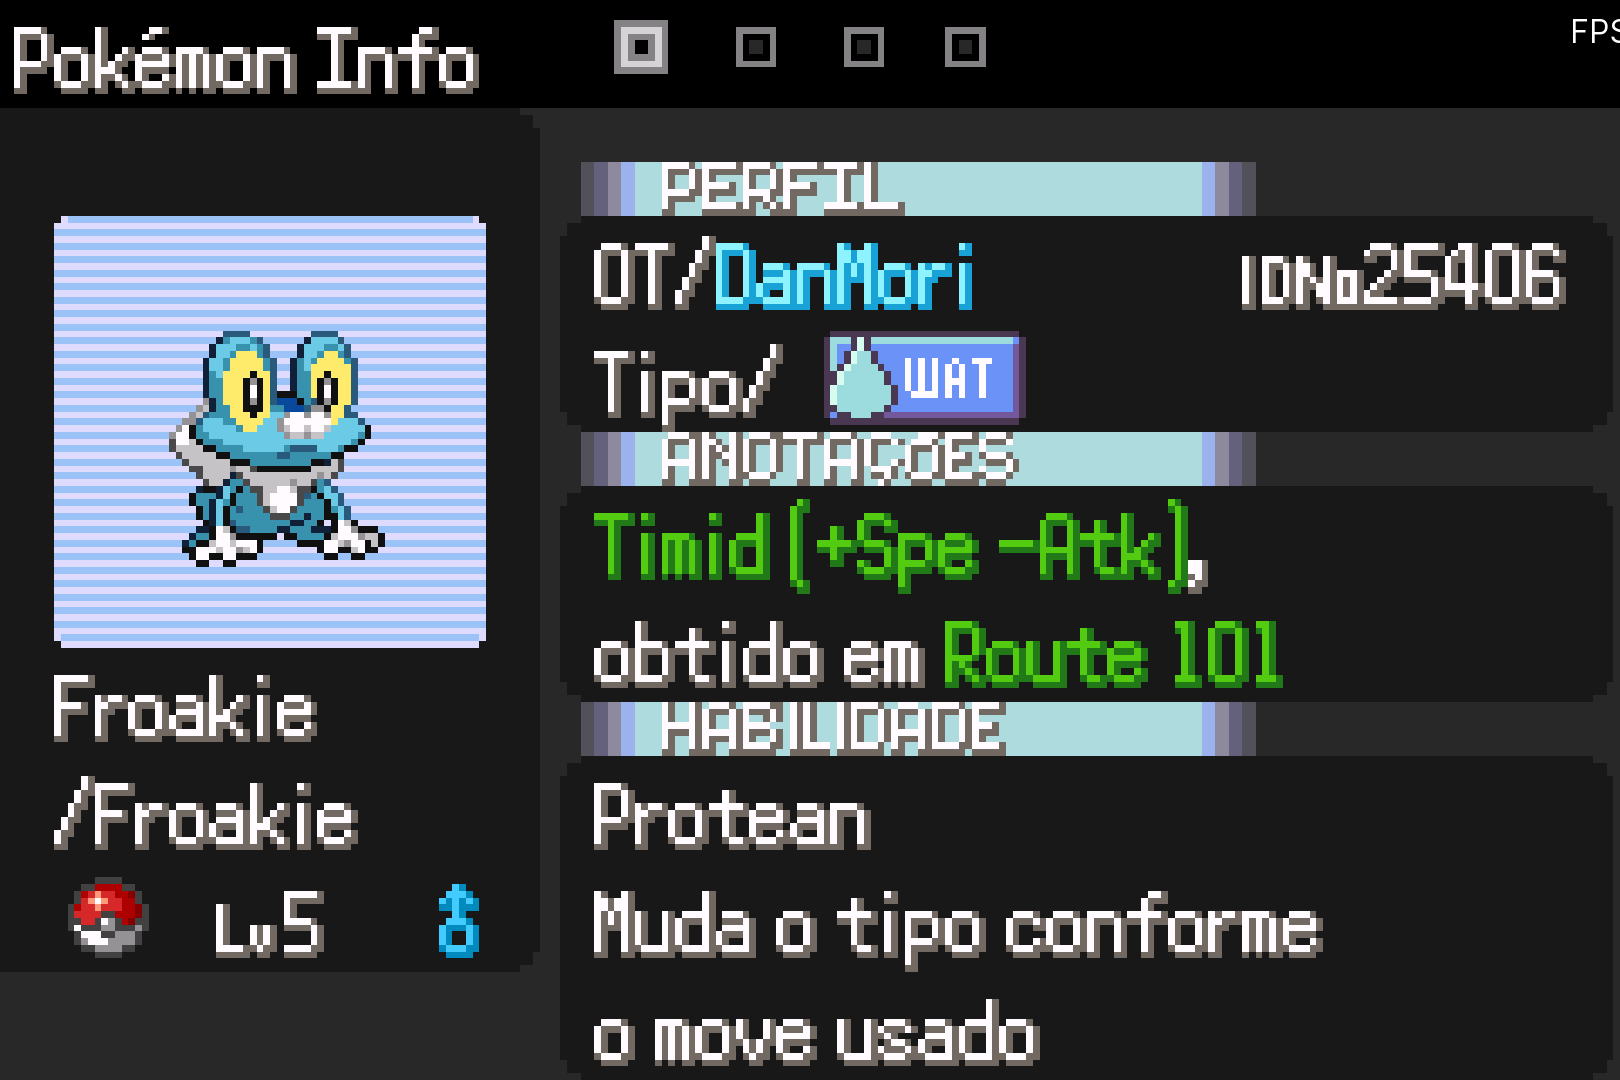 Pokémon Info
FPS
PERFIL
OT/DanMori IDNo25406
Tipo/ WAT
ANOTAÇÕES
Timid (+Spe -Atk),
obtido em Route 101
HABILIDADE
Protean
Muda o tipo conforme
o move usado
Froakie
/Froakie
Lv5 ♂